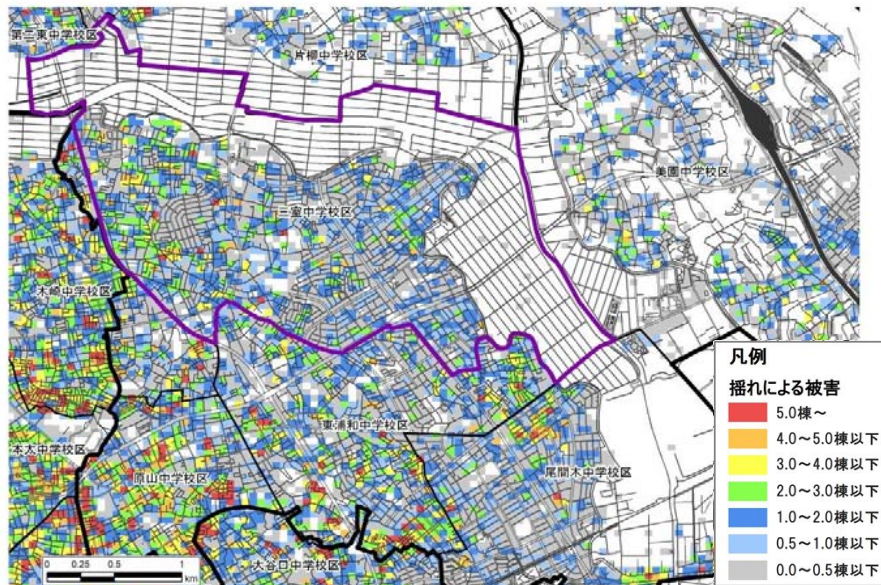 第二東中学校区
片柳中学校区
美園中学校区
三室中学校区
木崎中学校区
東浦和中学校区
本太中学校区
原山中学校区
尾間木中学校区
大谷口中学校区
0 0.25 0.5 1
km
凡例
揺れによる被害
5.0棟~
4.0~5.0棟以下
3.0~4.0棟以下
2.0~3.0棟以下
1.0~2.0棟以下
0.5~1.0棟以下
0.0~0.5棟以下